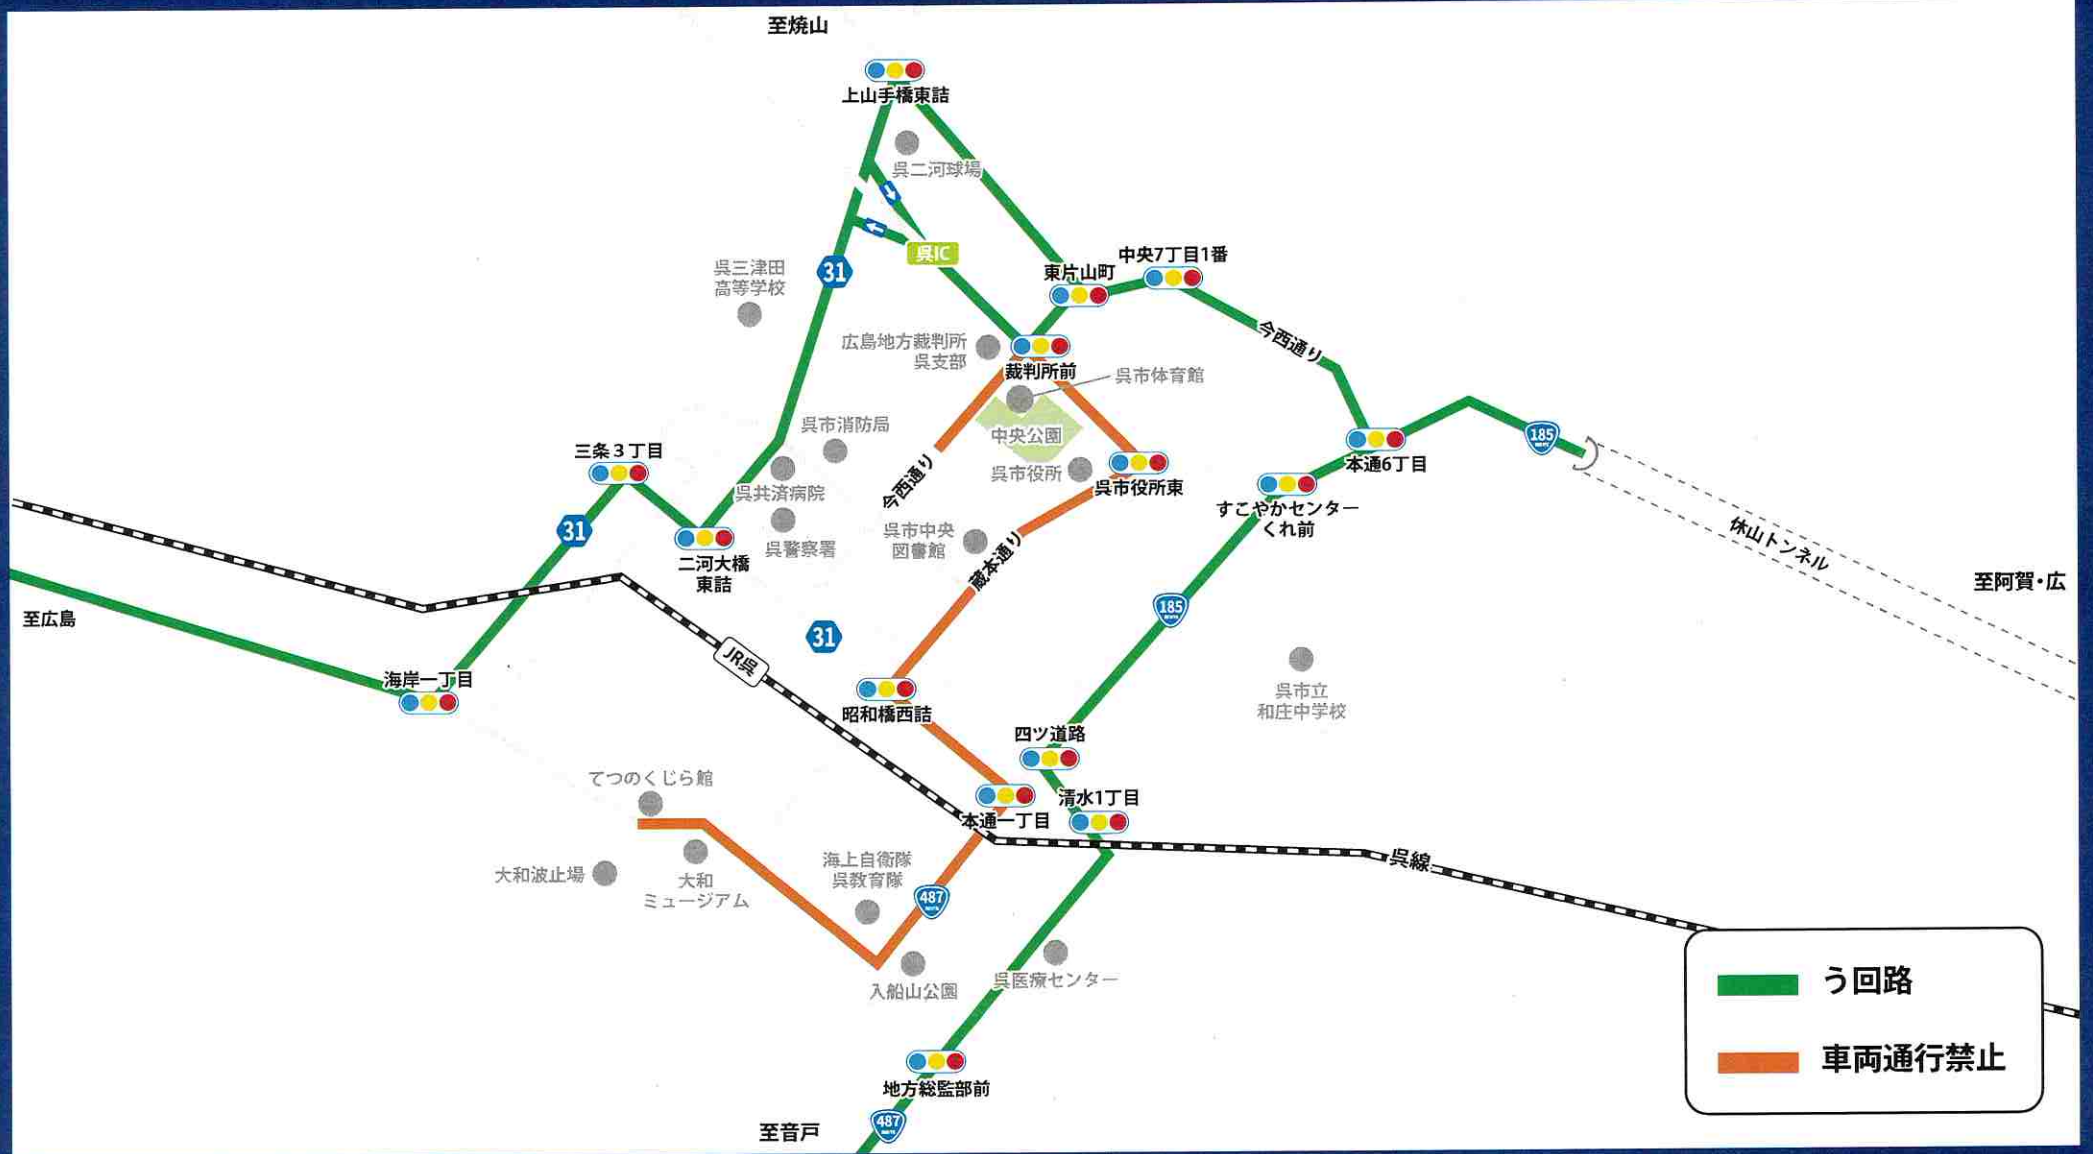 至焼山
上山手橋東詰
呉二河球場
呉IC
31
呉三津田
高等学校
東片山町
中央7丁目1番
今西通り
広島地方裁判所
呉支部
裁判所前
呉市体育館
中央公園
呉市消防局
三条3丁目
呉共済病院
今西通り
呉市役所
呉市役所東
本通6丁目
185
すこやかセンター
くれ前
31
二河大橋
東詰
呉警察署
呉市中央
図書館
蔵本通り
休山トンネル
至阿賀・広
至広島
185
31
JR呉
海岸一丁目
昭和橋西詰
呉市立
和庄中学校
四ツ道路
清水1丁目
本通一丁目
てつのくじら館
大和波止場
大和
ミュージアム
海上自衛隊
呉教育隊
487
呉線
入船山公園
呉医療センター
地方総監部前
487
至音戸
う回路
車両通行禁止